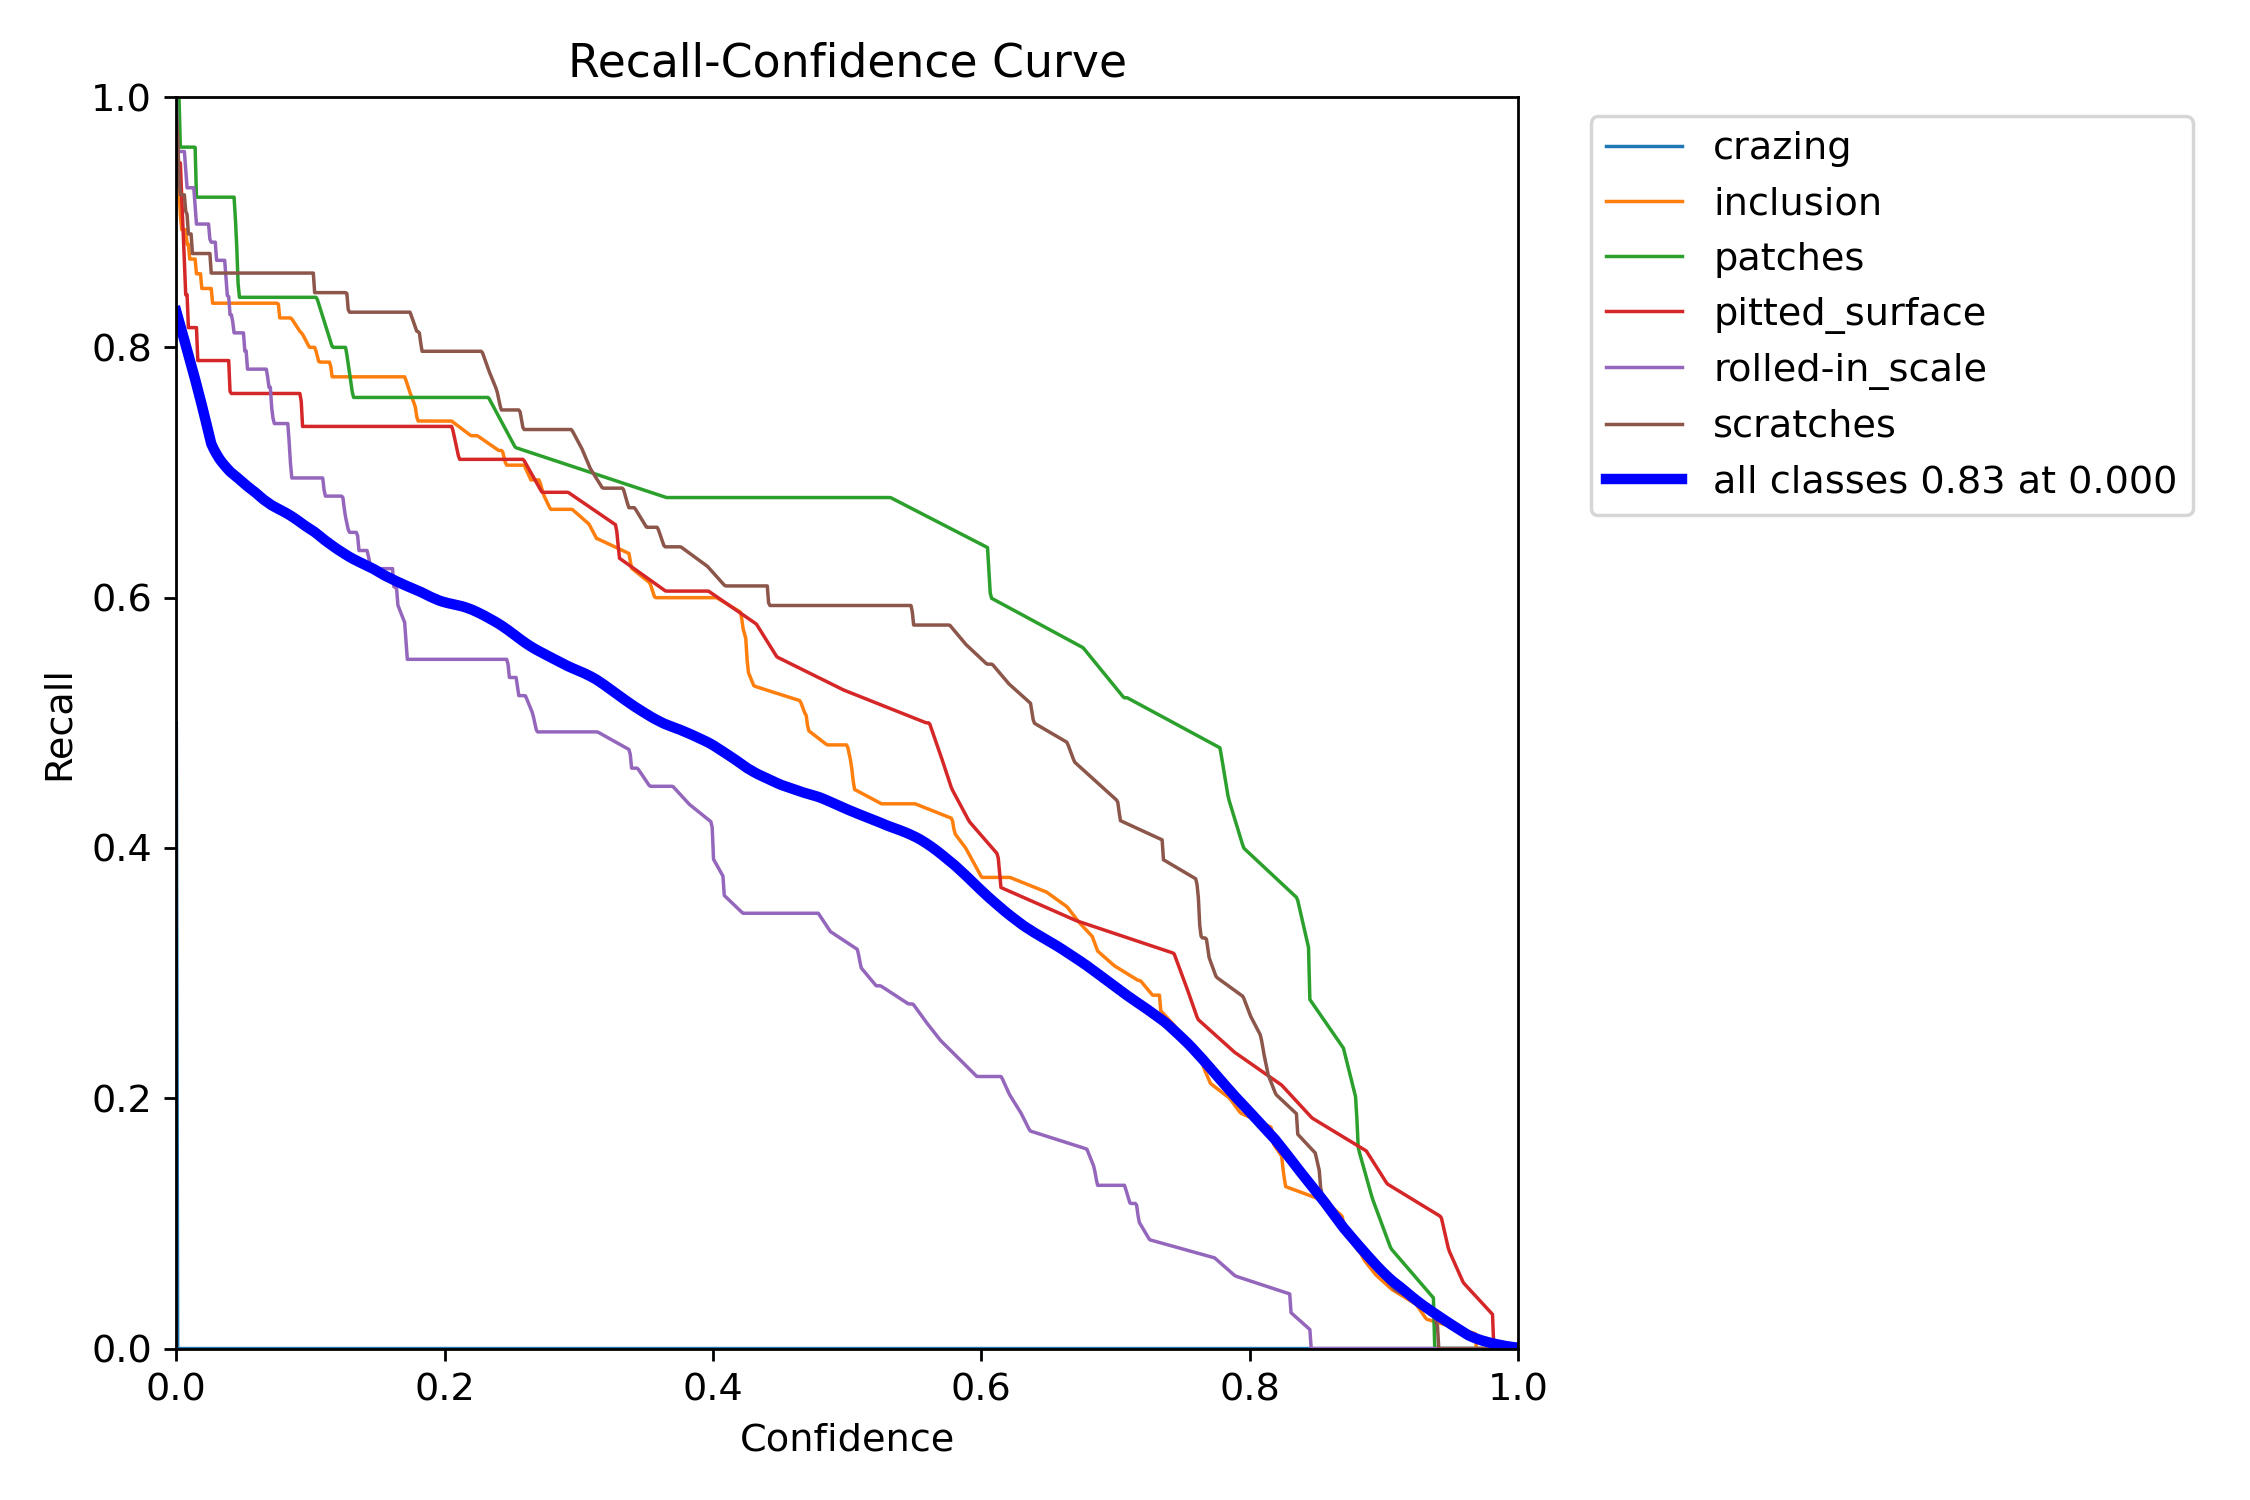 Recall-Confidence Curve
1.0
0.8
0.6
0.4
0.2
0.0
Recall
0.0 0.2 0.4 0.6 0.8 1.0
Confidence
crazing
inclusion
patches
pitted_surface
rolled-in_scale
scratches
all classes 0.83 at 0.000